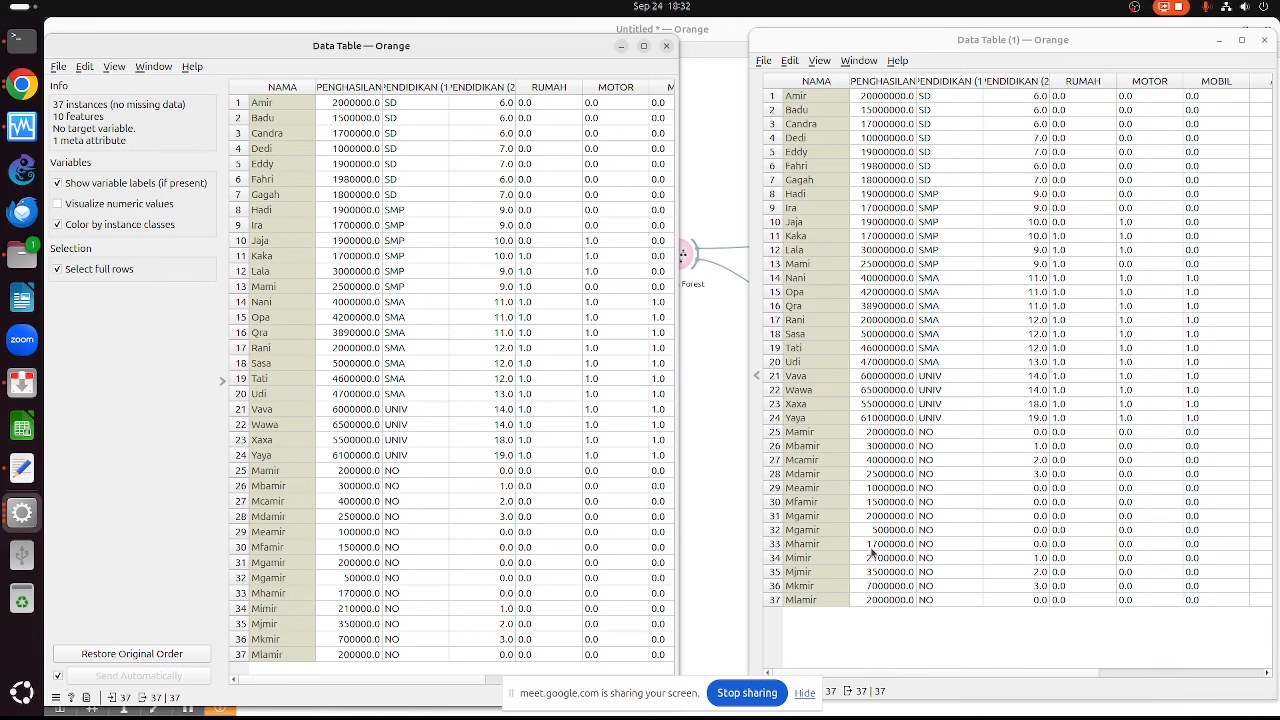 Sep 24 18:32
Untitled * — Orange
Data Table — Orange
File Edit View Window Help
Info
37 instances (no missing data)
10 features
No target variable.
1 meta attribute
Variables
Show variable labels (if present)
Visualize numeric values
Color by instance classes
Selection
Select full rows
Restore Original Order
Send Automatically
37 37 | 37
NAMA PENGHASILAN PENDIDIKAN (1 PENDIDIKAN (2 RUMAH MOTOR M
1 Amir 2000000.0 SD 6.0 0.0 0.0 0.0
2 Badu 1500000.0 SD 6.0 0.0 0.0 0.0
3 Candra 1700000.0 SD 6.0 0.0 0.0 0.0
4 Dedi 1000000.0 SD 7.0 0.0 0.0 0.0
5 Eddy 1900000.0 SD 7.0 0.0 0.0 0.0
6 Fahri 1980000.0 SD 6.0 0.0 0.0 0.0
7 Gagah 1800000.0 SD 7.0 0.0 0.0 0.0
8 Hadi 1900000.0 SMP 9.0 0.0 0.0 0.0
9 Ira 1700000.0 SMP 9.0 0.0 0.0 0.0
10 Jaja 1900000.0 SMP 10.0 0.0 1.0 0.0
11 Kaka 1700000.0 SMP 10.0 0.0 1.0 0.0
12 Lala 3000000.0 SMP 9.0 0.0 1.0 0.0
13 Mami 2500000.0 SMP 9.0 0.0 1.0 0.0
14 Nani 4000000.0 SMA 11.0 0.0 1.0 1.0
15 Opa 4200000.0 SMA 11.0 0.0 1.0 1.0
16 Qra 3890000.0 SMA 11.0 0.0 1.0 1.0
17 Rani 2000000.0 SMA 12.0 1.0 1.0 1.0
18 Sasa 5000000.0 SMA 12.0 1.0 1.0 1.0
19 Tati 4600000.0 SMA 12.0 1.0 1.0 1.0
20 Udi 4700000.0 SMA 13.0 1.0 1.0 1.0
21 Vava 6000000.0 UNIV 14.0 1.0 1.0 1.0
22 Wawa 6500000.0 UNIV 14.0 1.0 1.0 1.0
23 Xaxa 5500000.0 UNIV 18.0 1.0 1.0 1.0
24 Yaya 6100000.0 UNIV 19.0 1.0 1.0 1.0
25 Mamir 200000.0 NO 0.0 0.0 0.0 0.0
26 Mbamir 300000.0 NO 1.0 0.0 0.0 0.0
27 Mcamir 400000.0 NO 2.0 0.0 0.0 0.0
28 Mdamir 250000.0 NO 3.0 0.0 0.0 0.0
29 Meamir 100000.0 NO 0.0 0.0 0.0 0.0
30 Mfamir 150000.0 NO 0.0 0.0 0.0 0.0
31 Mgamir 200000.0 NO 0.0 0.0 0.0 0.0
32 Mgamir 50000.0 NO 0.0 0.0 0.0 0.0
33 Mhamir 170000.0 NO 0.0 0.0 0.0 0.0
34 Mimir 210000.0 NO 1.0 0.0 0.0 0.0
35 Mjmir 350000.0 NO 2.0 0.0 0.0 0.0
36 Mkmir 700000.0 NO 3.0 0.0 0.0 0.0
37 Mlamir 200000.0 NO 0.0 0.0 0.0 0.0
Forest
Data Table (1) — Orange
File Edit View Window Help
NAMA PENGHASILAN PENDIDIKAN (1 PENDIDIKAN (2 RUMAH MOTOR MOBIL
1 Amir 20000000.0 SD 6.0 0.0 0.0 0.0
2 Badu 15000000.0 SD 6.0 0.0 0.0 0.0
3 Candra 17000000.0 SD 6.0 0.0 0.0 0.0
4 Dedi 10000000.0 SD 7.0 0.0 0.0 0.0
5 Eddy 19000000.0 SD 7.0 0.0 0.0 0.0
6 Fahri 19800000.0 SD 6.0 0.0 0.0 0.0
7 Gagah 18000000.0 SD 7.0 0.0 0.0 0.0
8 Hadi 19000000.0 SMP 9.0 0.0 0.0 0.0
9 Ira 17000000.0 SMP 9.0 0.0 0.0 0.0
10 Jaja 19000000.0 SMP 10.0 0.0 1.0 0.0
11 Kaka 17000000.0 SMP 10.0 0.0 1.0 0.0
12 Lala 30000000.0 SMP 9.0 0.0 1.0 0.0
13 Mami 25000000.0 SMP 9.0 0.0 1.0 0.0
14 Nani 40000000.0 SMA 11.0 0.0 1.0 1.0
15 Opa 42000000.0 SMA 11.0 0.0 1.0 1.0
16 Qra 38900000.0 SMA 11.0 0.0 1.0 1.0
17 Rani 20000000.0 SMA 12.0 1.0 1.0 1.0
18 Sasa 50000000.0 SMA 12.0 1.0 1.0 1.0
19 Tati 46000000.0 SMA 12.0 1.0 1.0 1.0
20 Udi 47000000.0 SMA 13.0 1.0 1.0 1.0
21 Vava 60000000.0 UNIV 14.0 1.0 1.0 1.0
22 Wawa 65000000.0 UNIV 14.0 1.0 1.0 1.0
23 Xaxa 55000000.0 UNIV 18.0 1.0 1.0 1.0
24 Yaya 61000000.0 UNIV 19.0 1.0 1.0 1.0
25 Mamir 2000000.0 NO 0.0 0.0 0.0 0.0
26 Mbamir 3000000.0 NO 1.0 0.0 0.0 0.0
27 Mcamir 4000000.0 NO 2.0 0.0 0.0 0.0
28 Mdamir 2500000.0 NO 3.0 0.0 0.0 0.0
29 Meamir 1000000.0 NO 0.0 0.0 0.0 0.0
30 Mfamir 1500000.0 NO 0.0 0.0 0.0 0.0
31 Mgamir 2000000.0 NO 0.0 0.0 0.0 0.0
32 Mgamir 500000.0 NO 0.0 0.0 0.0 0.0
33 Mhamir 1700000.0 NO 0.0 0.0 0.0 0.0
34 Mimir 2100000.0 NO 1.0 0.0 0.0 0.0
35 Mjmir 3500000.0 NO 2.0 0.0 0.0 0.0
36 Mkmir 7000000.0 NO 3.0 0.0 0.0 0.0
37 Mlamir 2000000.0 NO 0.0 0.0 0.0 0.0
37 37 | 37
meet.google.com is sharing your screen. Stop sharing Hide
zoom
1